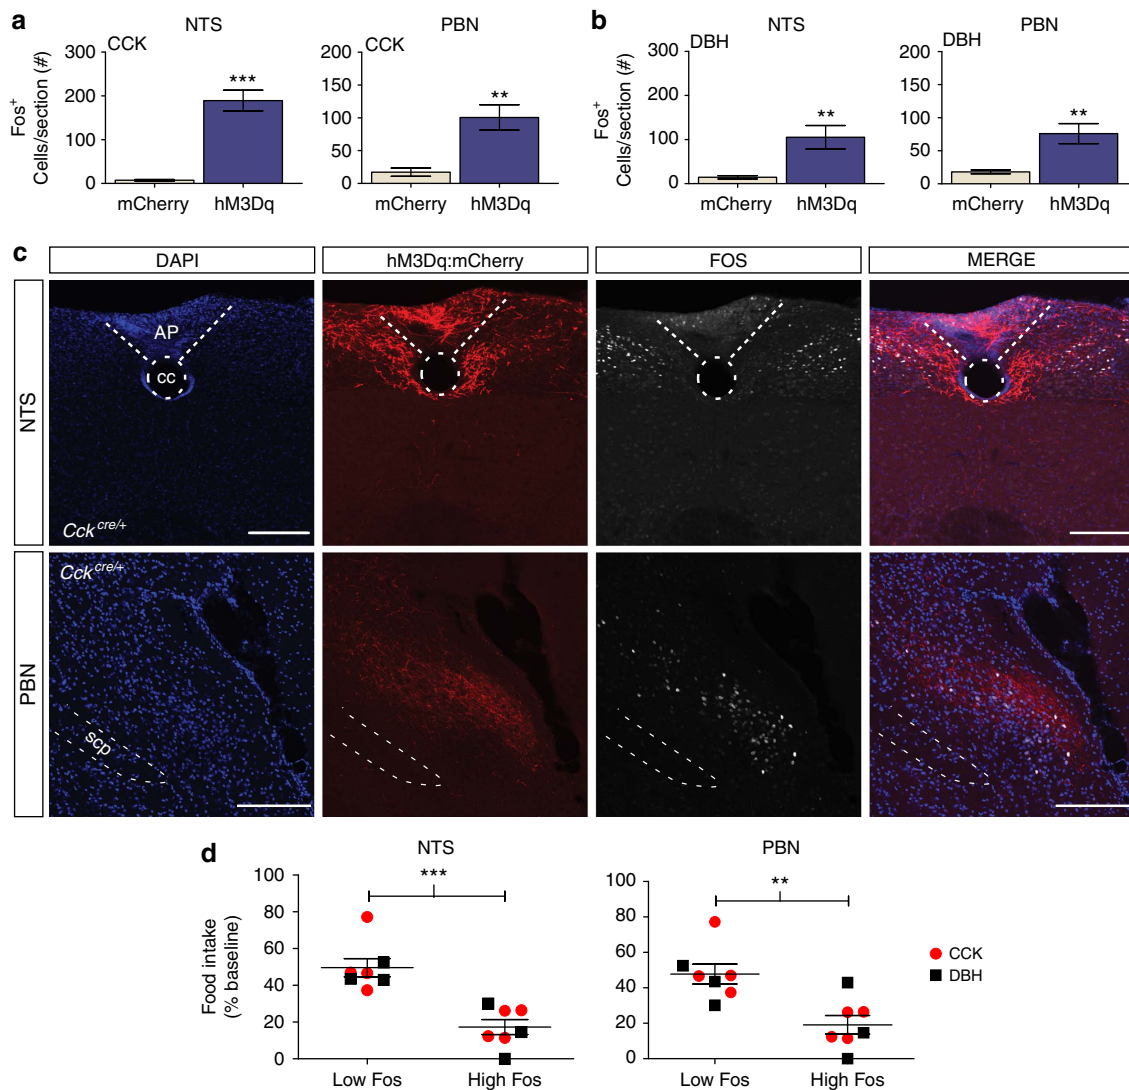 a
NTS
PBN
CCK
CCK
Fos+
Cells/section (#)
300
200
100
0
200
150
100
50
0
***
**
mCherry
hM3Dq
mCherry
hM3Dq
b
NTS
PBN
DBH
DBH
Fos+
Cells/section (#)
300
200
100
0
200
150
100
50
0
**
**
mCherry
hM3Dq
mCherry
hM3Dq
c
DAPI
hM3Dq:mCherry
FOS
MERGE
NTS
AP
cc
Cck cre/+
PBN
Cck cre/+
scp
d
NTS
PBN
Food intake
(% baseline)
100
80
60
40
20
0
***
Low Fos
High Fos
100
80
60
40
20
0
**
Low Fos
High Fos
CCK
DBH